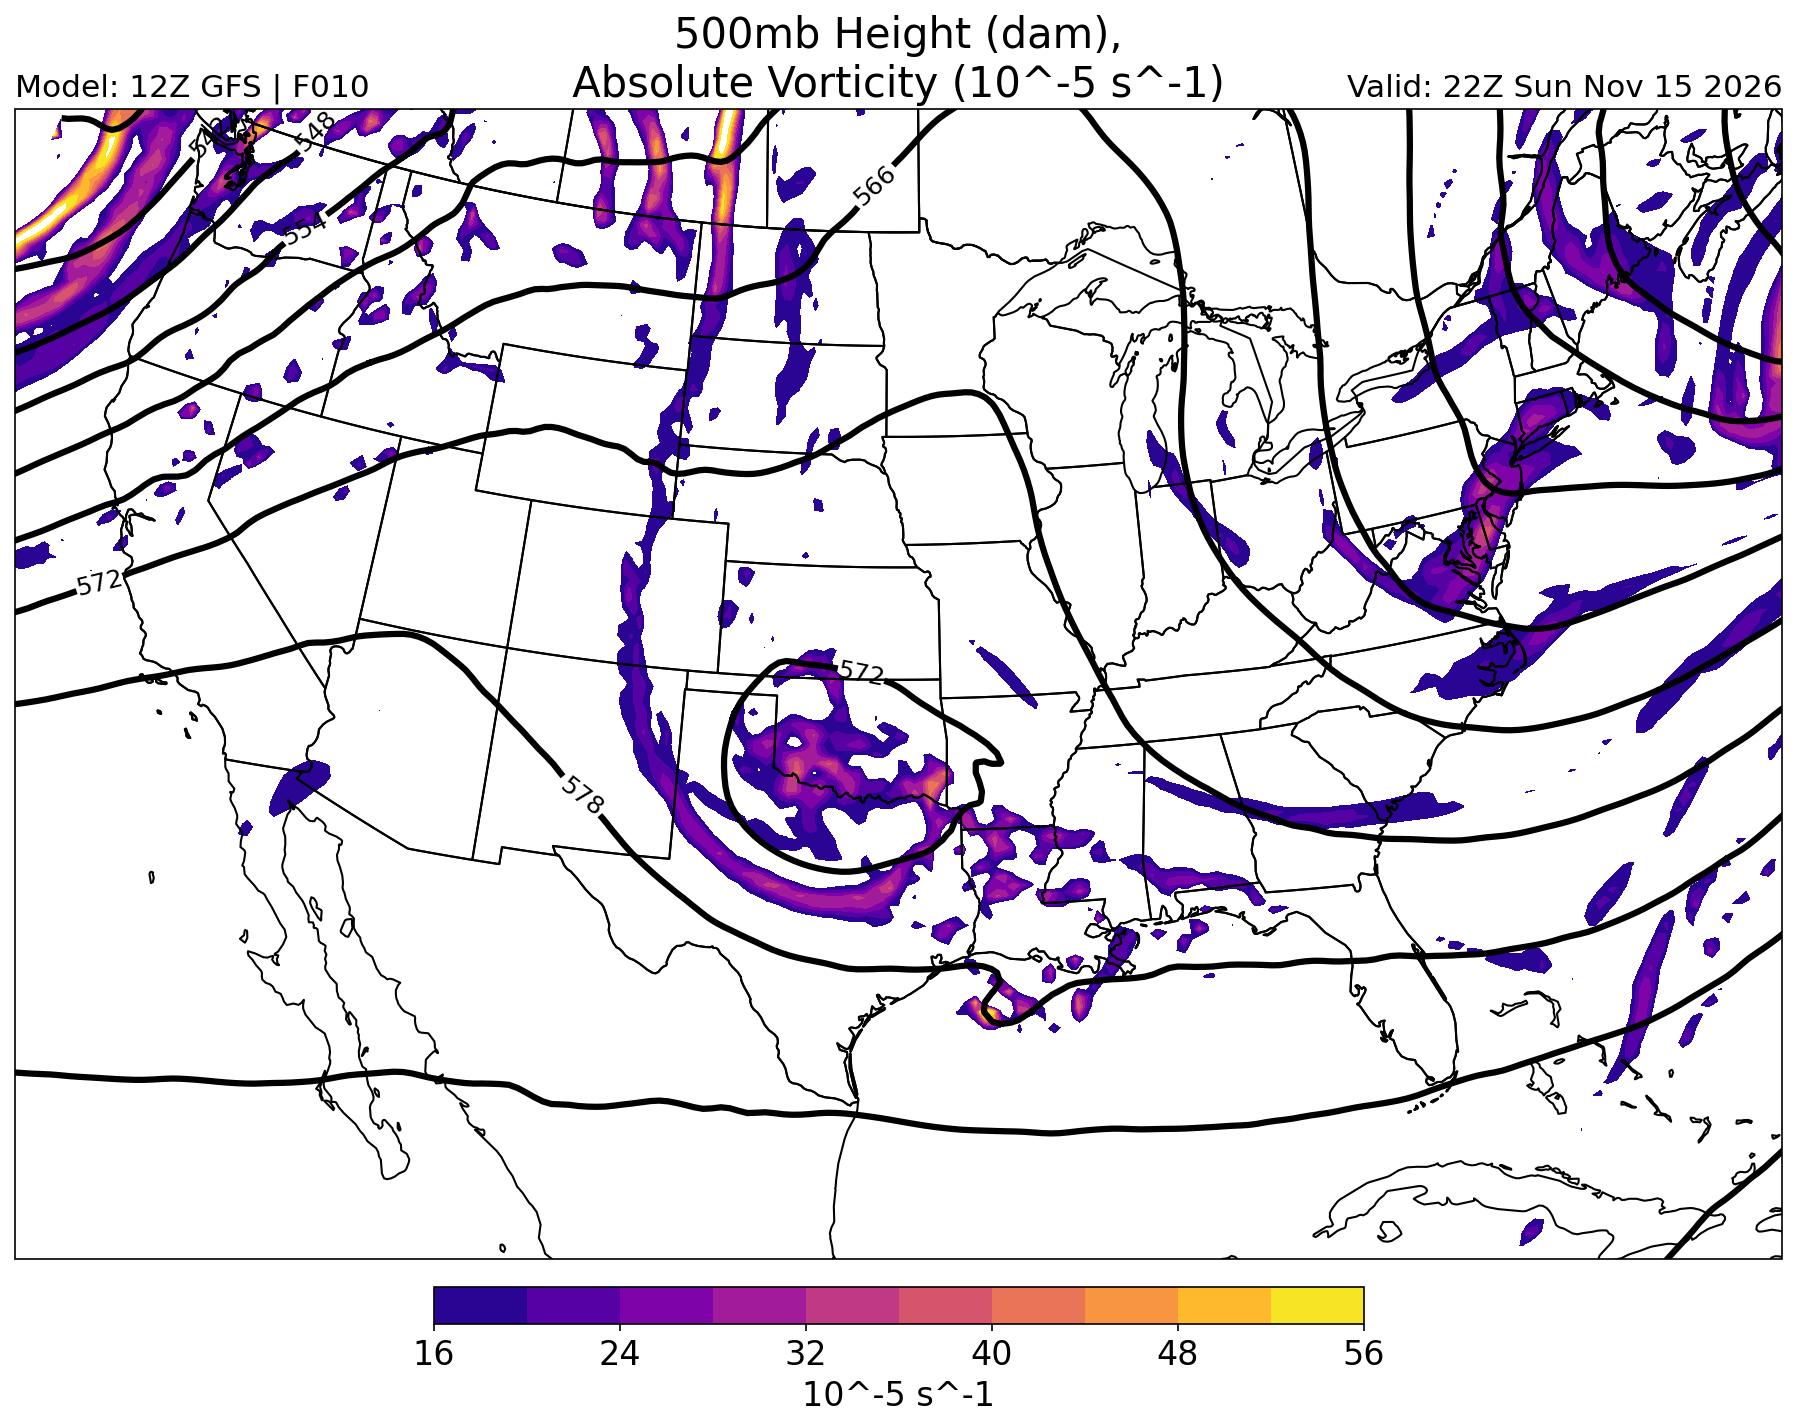 500mb Height (dam),
Absolute Vorticity (10^-5 s^-1)
Model: 12Z GFS | F010
Valid: 22Z Sun Nov 15 2026
542
548
554
566
572
572
578
16 24 32 40 48 56
10^-5 s^-1